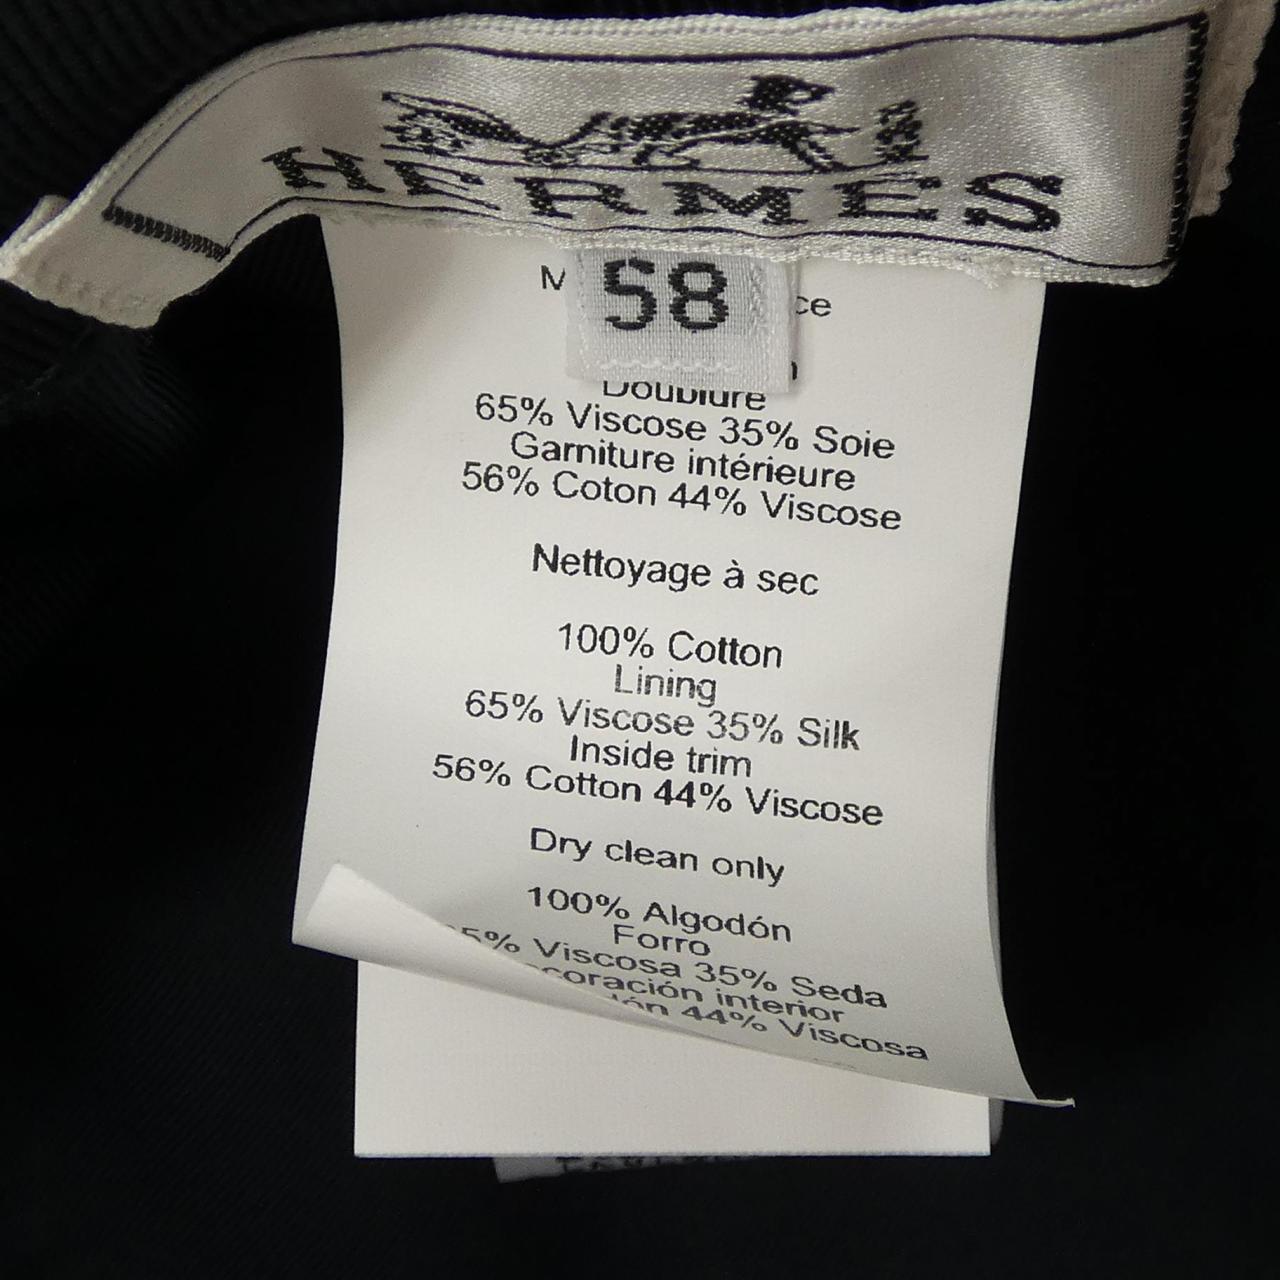 HERMES
58
Doublure
65% Viscose 35% Soie
Garniture intérieure
56% Coton 44% Viscose
Nettoyage à sec
100% Cotton
Lining
65% Viscose 35% Silk
Inside trim
56% Cotton 44% Viscose
Dry clean only
100% Algodón
Forro
Viscosa 35% Seda
interior
44% Viscosa